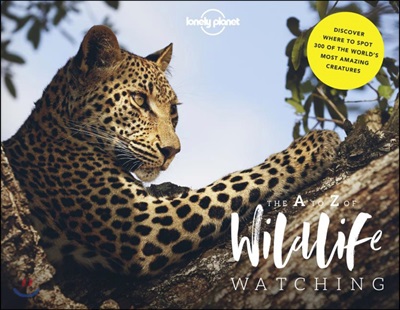 lonely planet
DISCOVER
WHERE TO SPOT
300 OF THE WORLD'S
MOST AMAZING
CREATURES
THE A TO Z OF
Wildlife
WATCHING